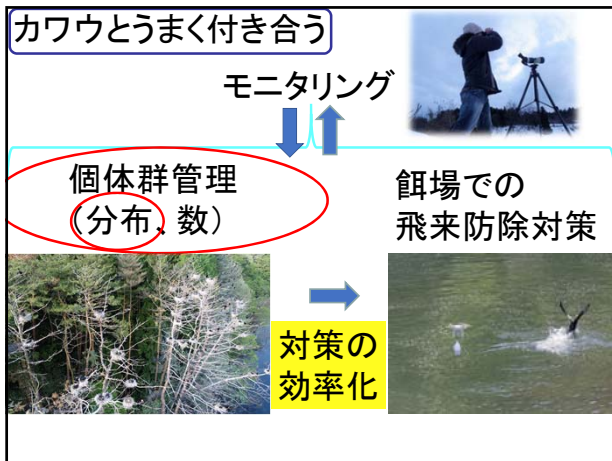 カワウとうまく付き合う
モニタリング
個体群管理
（分布、数）
餌場での
飛来防除対策
対策の
効率化